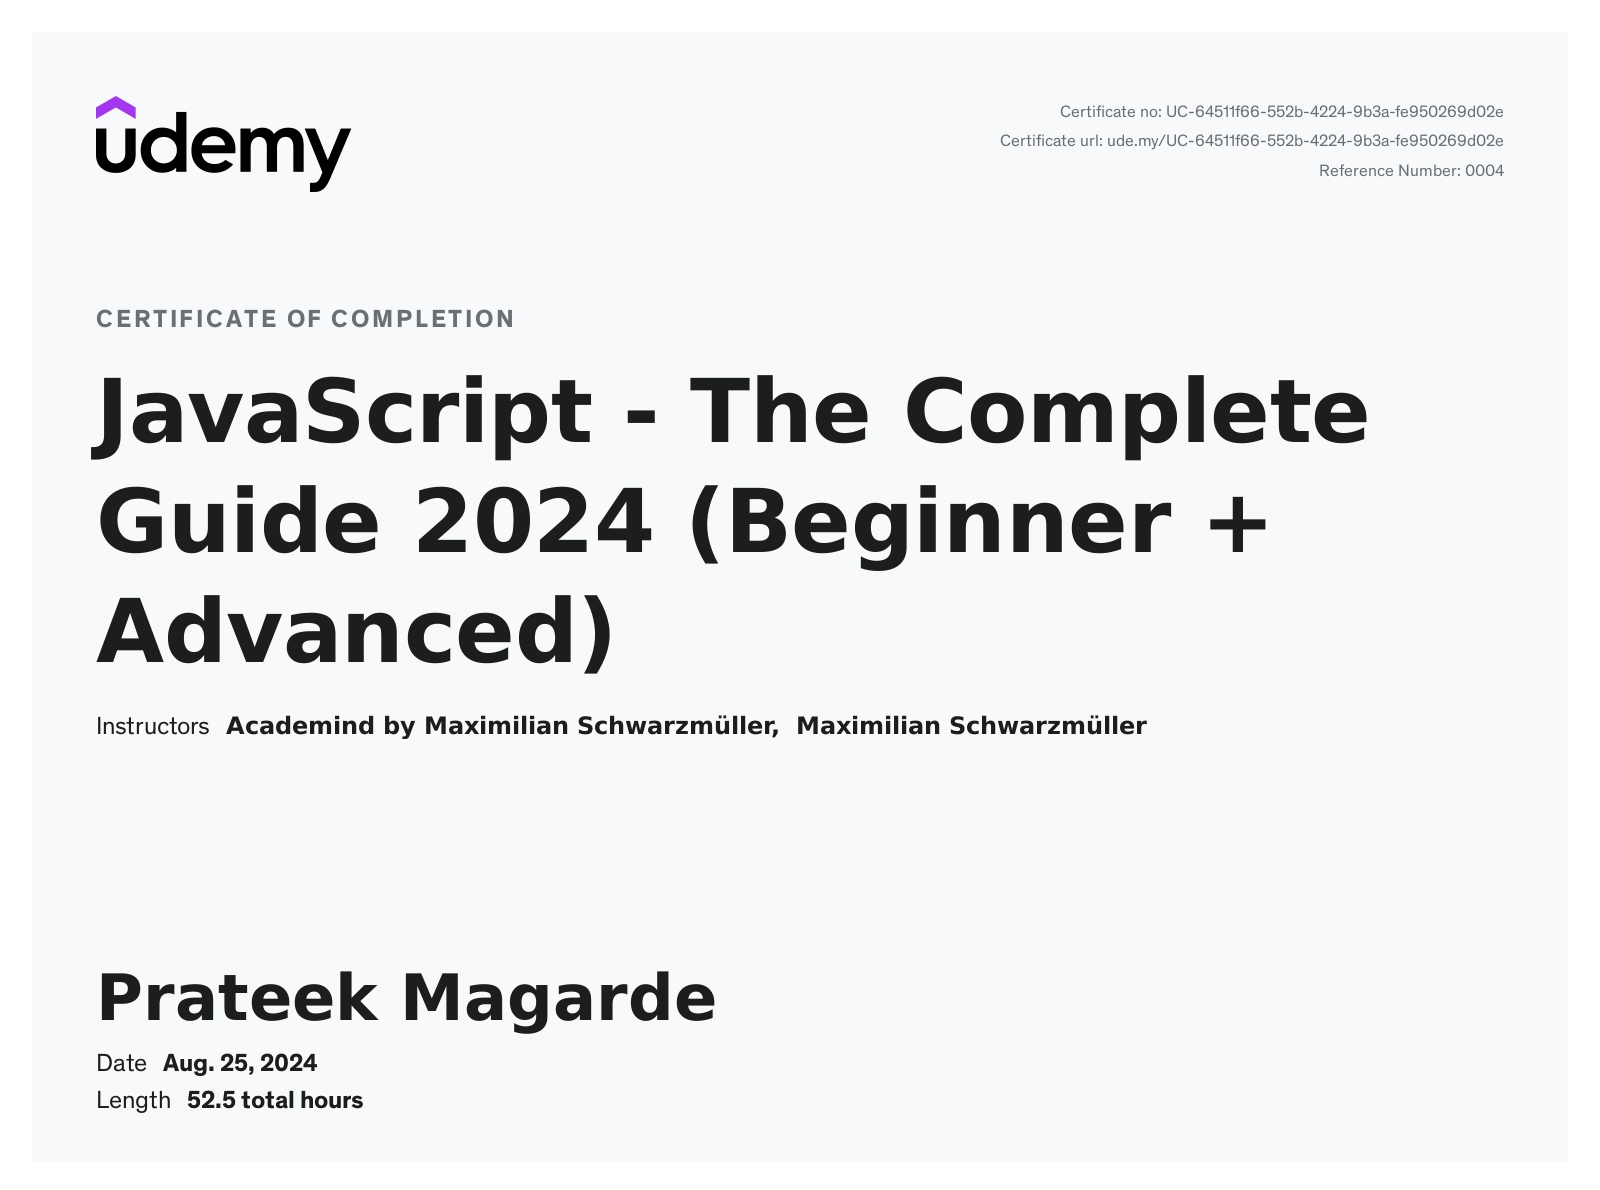 udemy
Certificate no: UC-64511f66-552b-4224-9b3a-fe950269d02e
Certificate url: ude.my/UC-64511f66-552b-4224-9b3a-fe950269d02e
Reference Number: 0004
CERTIFICATE OF COMPLETION
JavaScript - The Complete
Guide 2024 (Beginner +
Advanced)
Instructors Academind by Maximilian Schwarzmüller, Maximilian Schwarzmüller
Prateek Magarde
Date Aug. 25, 2024
Length 52.5 total hours